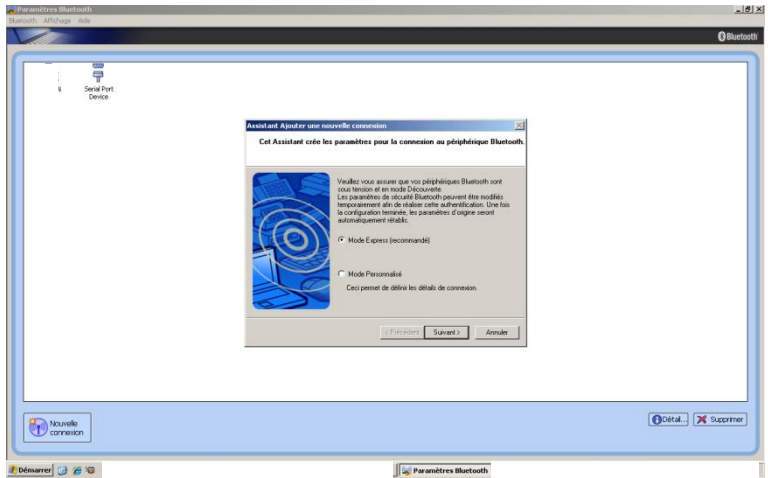 Paramètres Bluetooth
Bluetooth Affichage Aide
Bluetooth
Serial Port
Device
Assistant Ajouter une nouvelle connexion
Cet Assistant crée les paramètres pour la connexion au périphérique Bluetooth.
Veuillez vous assurer que vos périphériques Bluetooth sont
sous tension et en mode Découverte.
Les paramètres de sécurité Bluetooth peuvent être modifiés
temporairement afin de réaliser cette authentification. Une fois
la configuration terminée, les paramètres d'origine seront
automatiquement rétablis.
Mode Express (recommandé)
Mode Personnalisé
Ceci permet de définir les détails de connexion.
< Précédent Suivant > Annuler
Nouvelle
connexion
Détail... Supprimer
Démarrer Paramètres Bluetooth